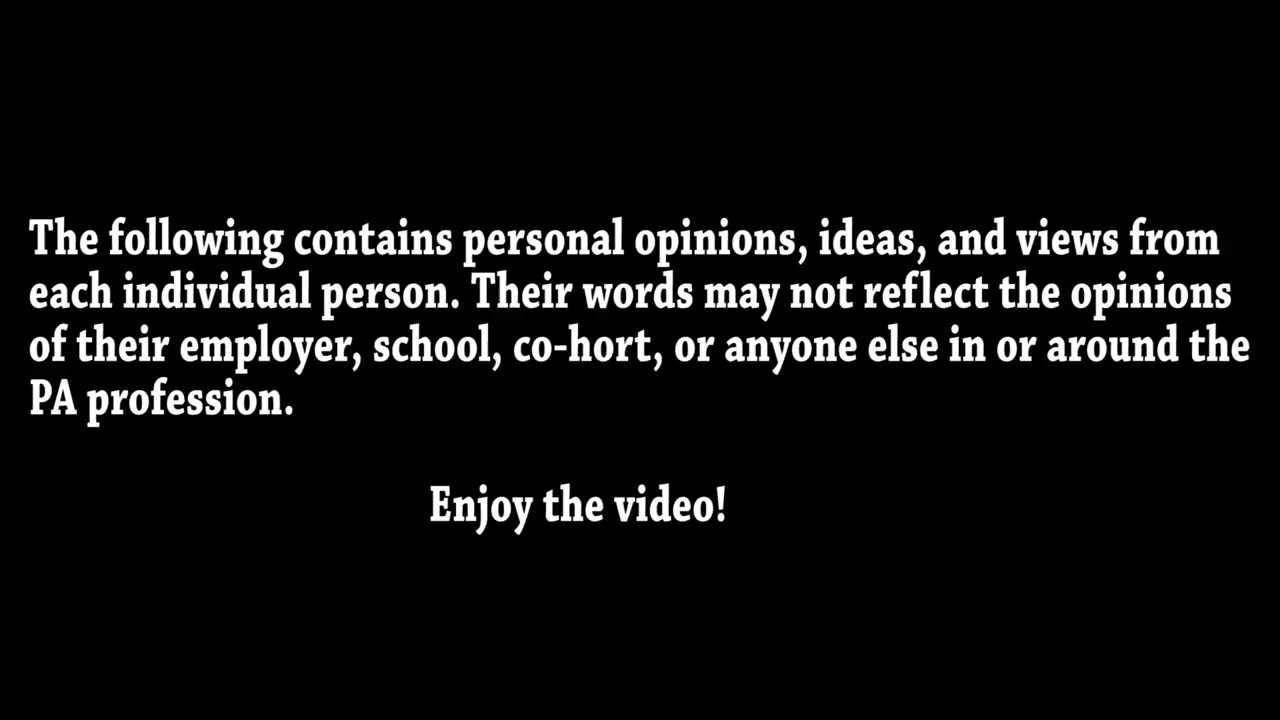 The following contains personal opinions, ideas, and views from
each individual person. Their words may not reflect the opinions
of their employer, school, co-hort, or anyone else in or around the
PA profession.
Enjoy the video!